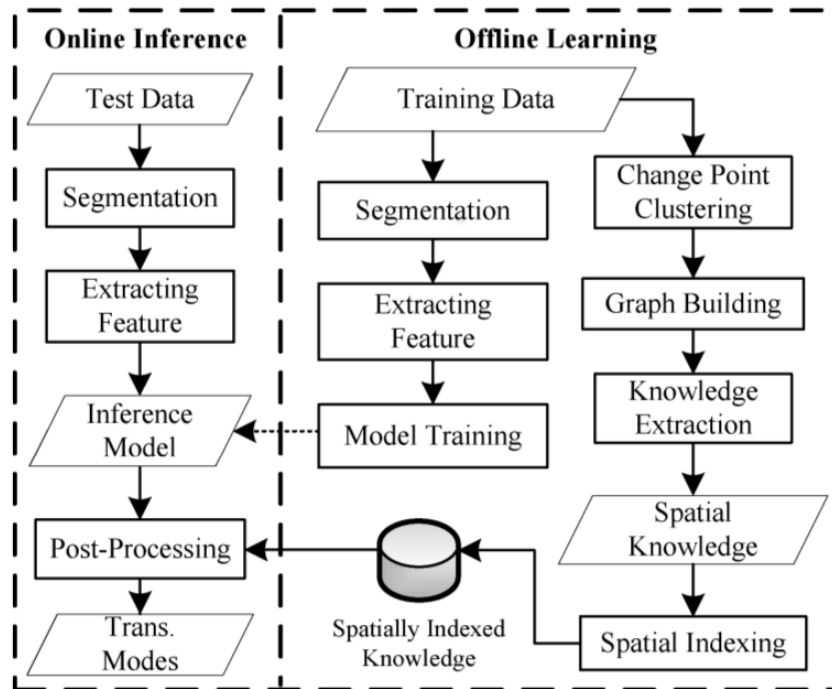 Online Inference
Test Data
Segmentation
Extracting
Feature
Inference
Model
Post-Processing
Trans.
Modes
Offline Learning
Training Data
Segmentation
Extracting
Feature
Model Training
Change Point
Clustering
Graph Building
Knowledge
Extraction
Spatial
Knowledge
Spatial Indexing
Spatially Indexed
Knowledge